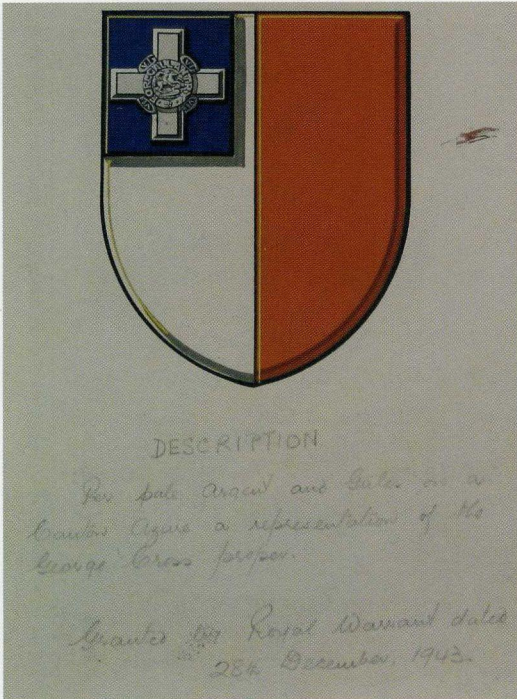 DESCRIPTION
Per pale Argent and Gules on a
Canton Azure a representation of the
George Cross proper.
Granted by Royal Warrant dated
28th December, 1943.